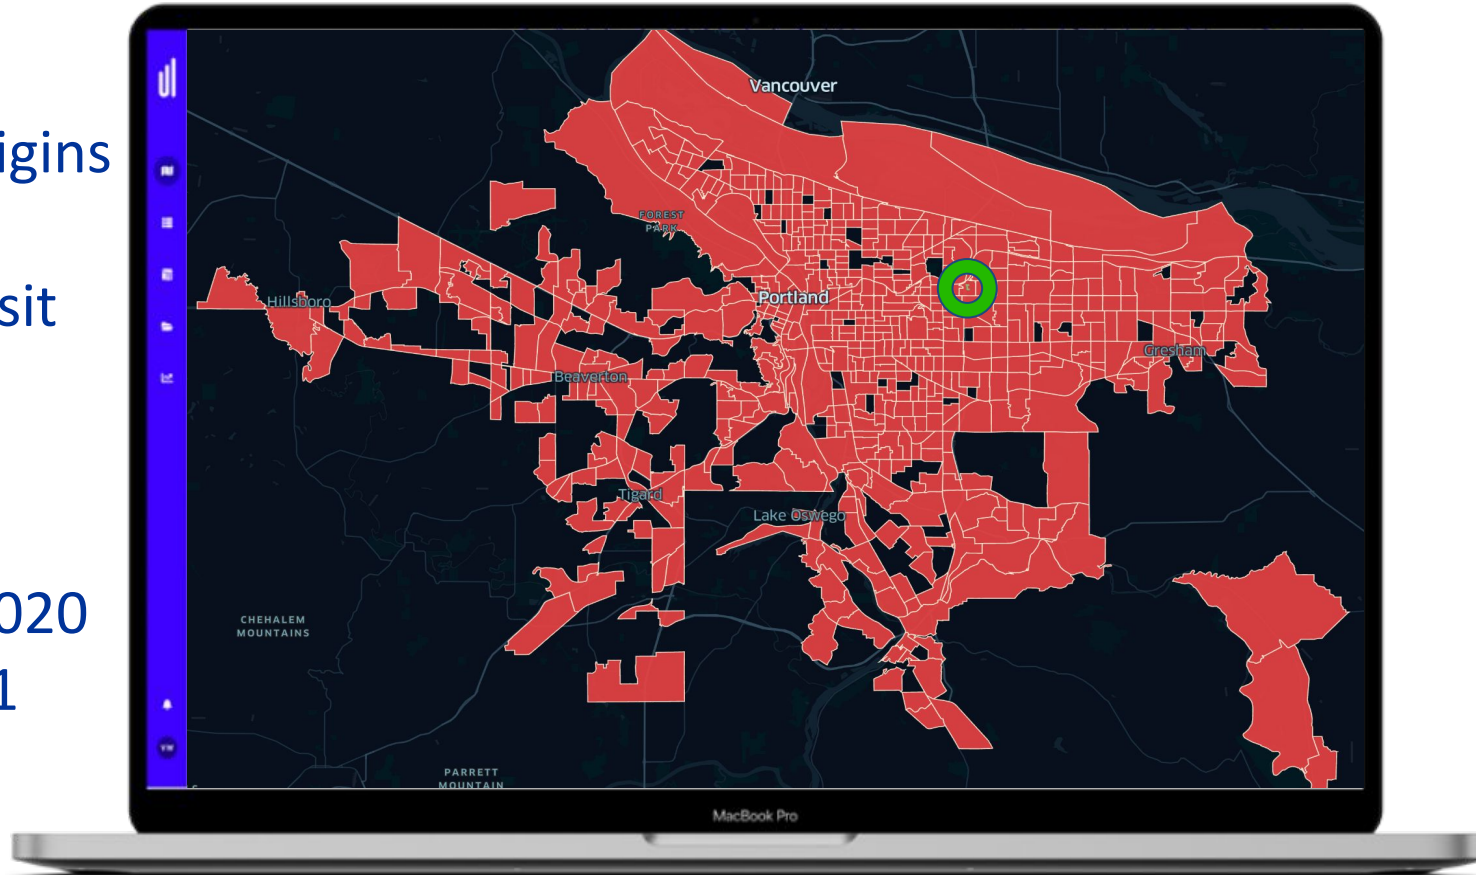 igins
sit
020
1
Vancouver
FOREST
PARK
Hillsboro
Portland
Gresham
Beaverton
Tigard
Lake Oswego
CHEHALEM
MOUNTAINS
PARRETT
MOUNTAIN
YW
MacBook Pro